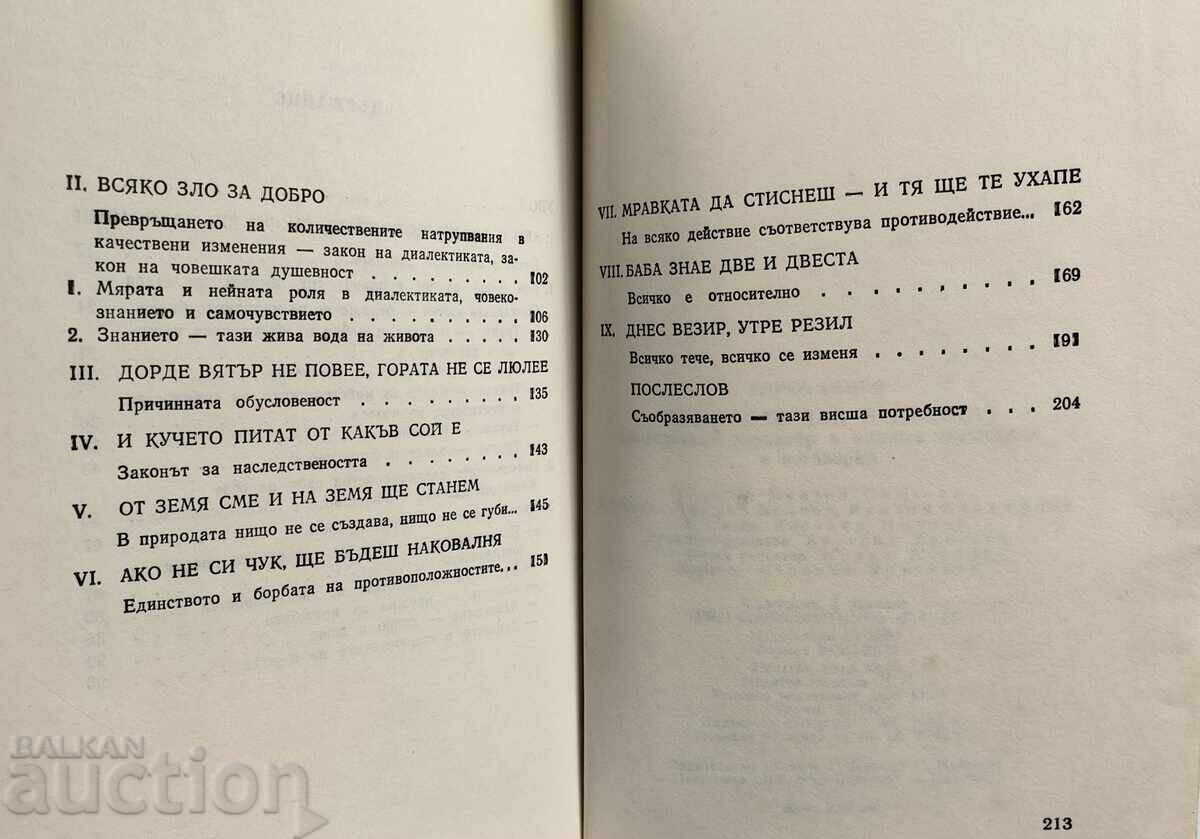 II. ВСЯКО ЗЛО ЗА ДОБРО
Превръщането на количествените натрупвания в
качествени изменения — закон на диалектиката, за-
кон на човешката душевност . . . . . . . . 102
1. Мярата и нейната роля в диалектиката, човеко-
знанието и самочувствието . . . . . . . . . . 106
2. Знанието — тази жива вода на живота . . . . . 130
III. ДОРДЕ ВЯТЪР НЕ ПОВЕЕ, ГОРАТА НЕ СЕ ЛЮЛЕЕ
Причинната обусловеност . . . . . . . . . 135
IV. И КУЧЕТО ПИТАТ ОТ КАКЪВ СОЙ Е
Законът за наследствеността . . . . . . . . 143
V. ОТ ЗЕМЯ СМЕ И НА ЗЕМЯ ЩЕ СТАНЕМ
В природата нищо не се създава, нищо не се губи... 145
VI. АКО НЕ СИ ЧУК, ЩЕ БЪДЕШ НАКОВАЛНЯ
Единството и борбата на противоположностите... 151
VII. МРАВКАТА ДА СТИСНЕШ — И ТЯ ЩЕ ТЕ УХАПЕ
На всяко действие съответствува противодействие... 162
VIII. БАБА ЗНАЕ ДВЕ И ДВЕСТА
Всичко е относително . . . . . . . . . . 169
IX. ДНЕС ВЕЗИР, УТРЕ РЕЗИЛ
Всичко тече, всичко се изменя . . . . . . . . 191
ПОСЛЕСЛОВ
Съобразяването — тази висша потребност . . . 204
213
BALKAN
auction